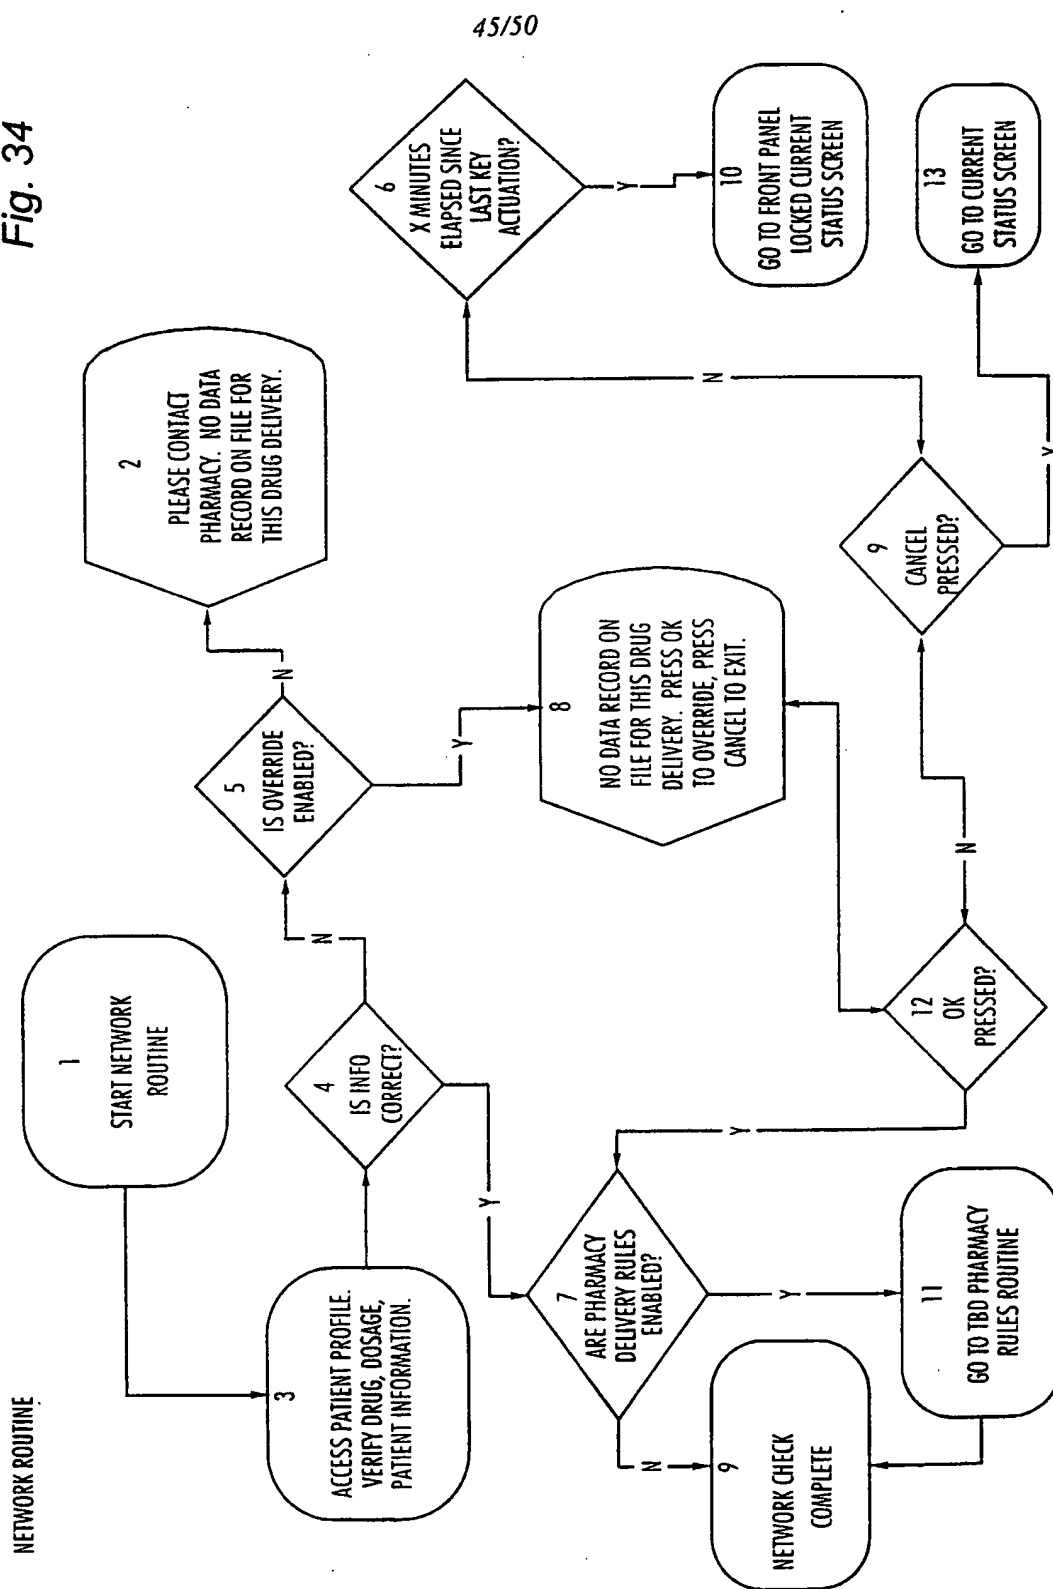 45/50
Fig. 34
NETWORK ROUTINE
1
START NETWORK
ROUTINE
2
PLEASE CONTACT
PHARMACY. NO DATA
RECORD ON FILE FOR
THIS DRUG DELIVERY.
3
ACCESS PATIENT PROFILE.
VERIFY DRUG, DOSAGE,
PATIENT INFORMATION.
4
IS INFO
CORRECT?
N
Y
5
IS OVERRIDE
ENABLED?
N
Y
6
X MINUTES
ELAPSED SINCE
LAST KEY
ACTUATION?
Y
7
ARE PHARMACY
DELIVERY RULES
ENABLED?
N
Y
8
NO DATA RECORD ON
FILE FOR THIS DRUG
DELIVERY. PRESS OK
TO OVERRIDE, PRESS
CANCEL TO EXIT.
9
NETWORK CHECK
COMPLETE
9
CANCEL
PRESSED?
N
Y
10
GO TO FRONT PANEL
LOCKED CURRENT
STATUS SCREEN
11
GO TO TBD PHARMACY
RULES ROUTINE
12
OK
PRESSED?
Y
N
13
GO TO CURRENT
STATUS SCREEN